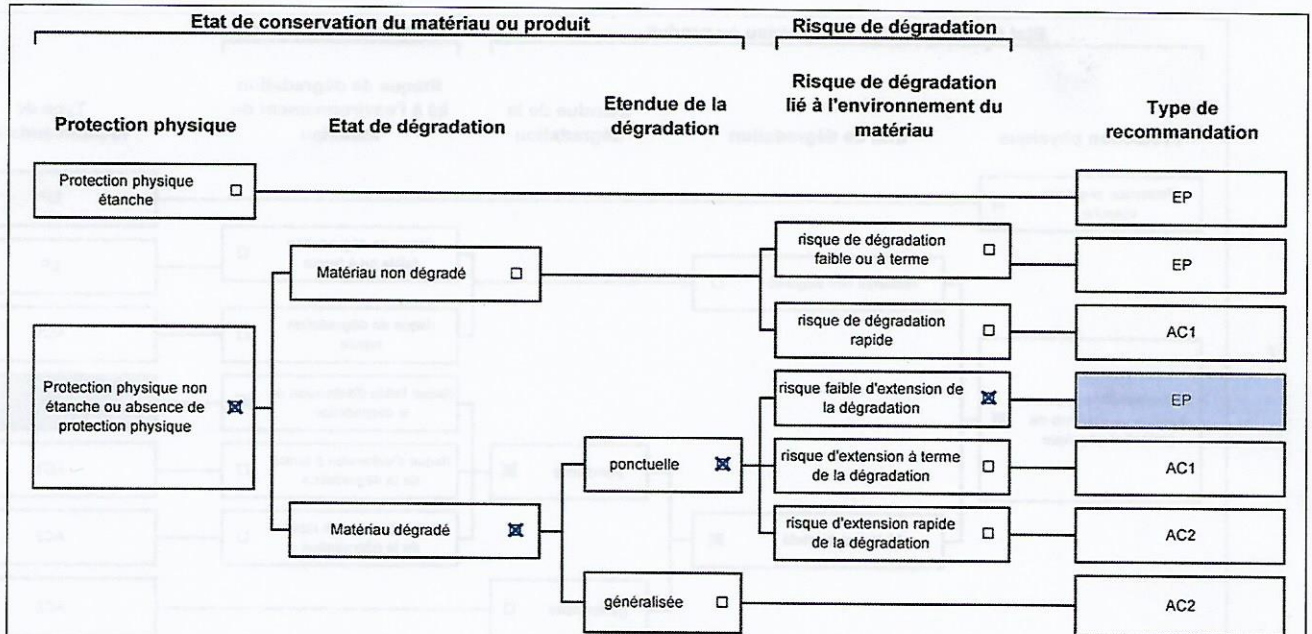 Etat de conservation du matériau ou produit
Risque de dégradation
Protection physique
Etat de dégradation
Etendue de la
dégradation
Risque de dégradation
lié à l'environnement du
matériau
Type de
recommandation
Protection physique
étanche
EP
Matériau non dégradé
risque de dégradation
faible ou à terme
EP
risque de dégradation
rapide
AC1
Protection physique non
étanche ou absence de
protection physique
risque faible d'extension de
la dégradation
EP
ponctuelle
risque d'extension à terme
de la dégradation
AC1
Matériau dégradé
risque d'extension rapide
de la dégradation
AC2
généralisée
AC2